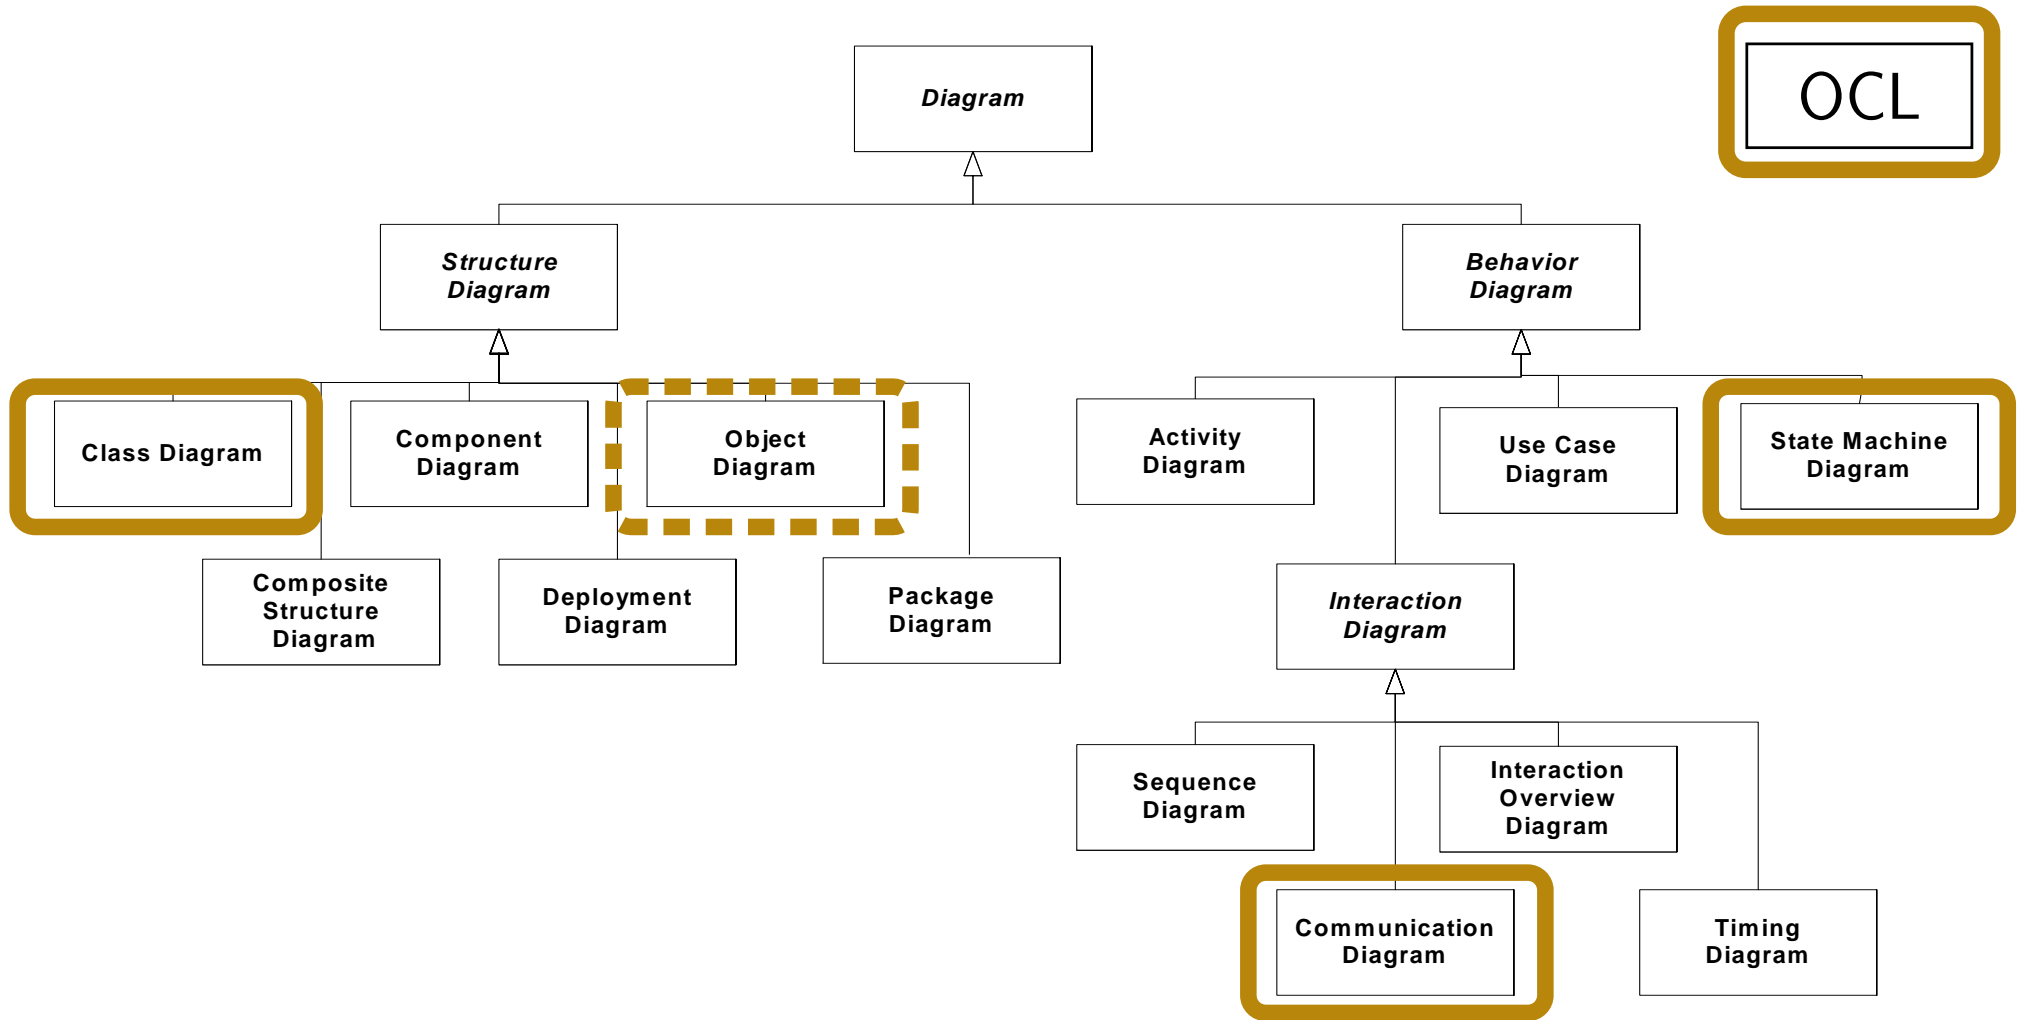 Diagram
OCL
Structure
Diagram
Behavior
Diagram
Class Diagram
Component
Diagram
Object
Diagram
Activity
Diagram
Use Case
Diagram
State Machine
Diagram
Composite
Structure
Diagram
Deployment
Diagram
Package
Diagram
Interaction
Diagram
Sequence
Diagram
Interaction
Overview
Diagram
Communication
Diagram
Timing
Diagram